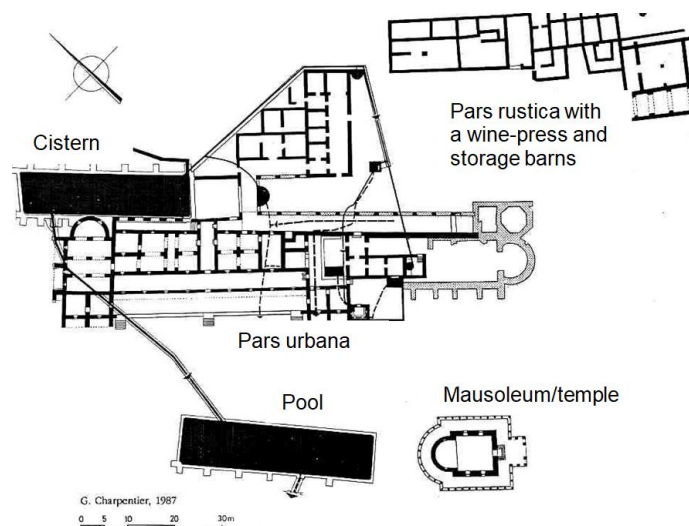 Pars rustica with
a wine-press and
storage barns
Cistern
Pars urbana
Pool
Mausoleum/temple
G. Charpentier, 1987
0 5 10 20 30m